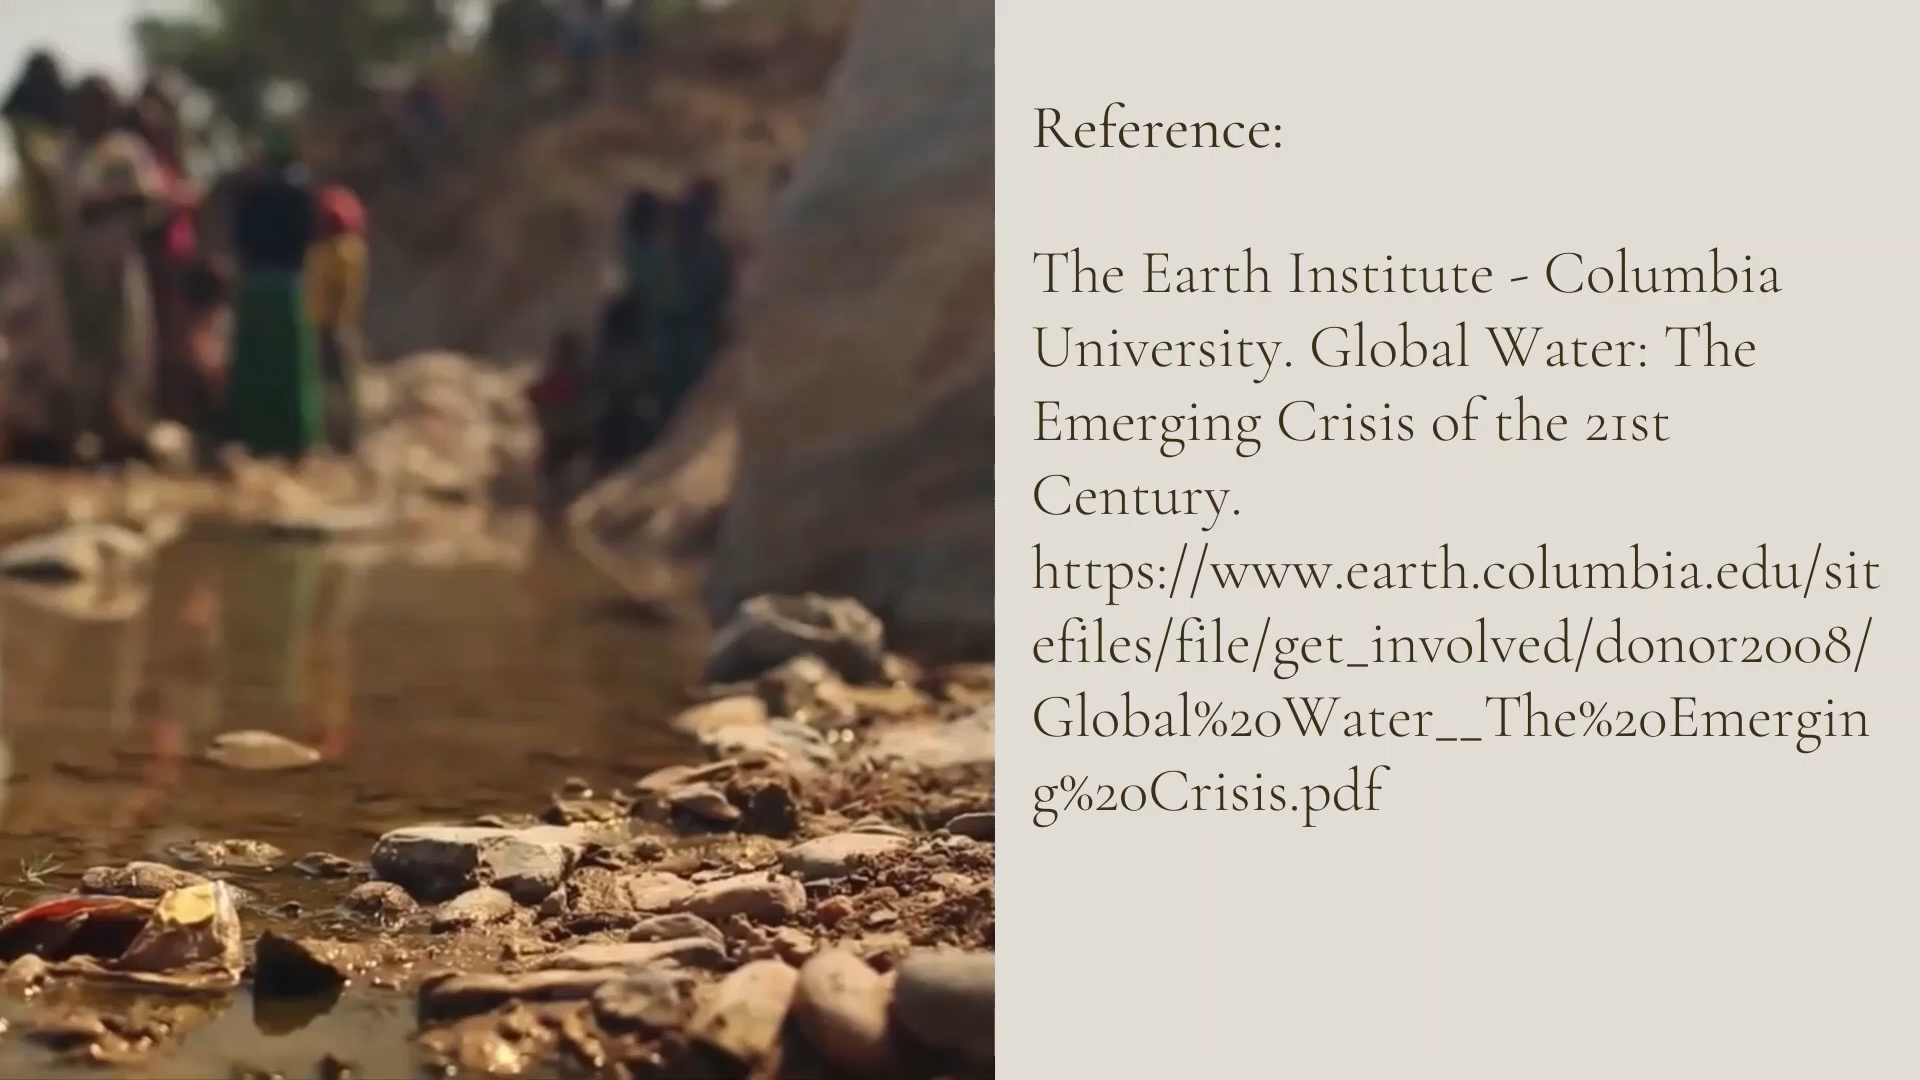 Reference:
The Earth Institute - Columbia
University. Global Water: The
Emerging Crisis of the 21st
Century.
https://www.earth.columbia.edu/sit
efiles/file/get_involved/donor2008/
Global%20Water__The%20Emergin
g%20Crisis.pdf